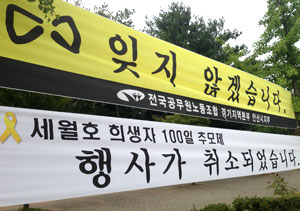 잊지 않겠습니다.
전국공무원노동조합 경기지역본부 안산시지부
세월호 희생자 100일 추모제
행사가 취소되었습니다.